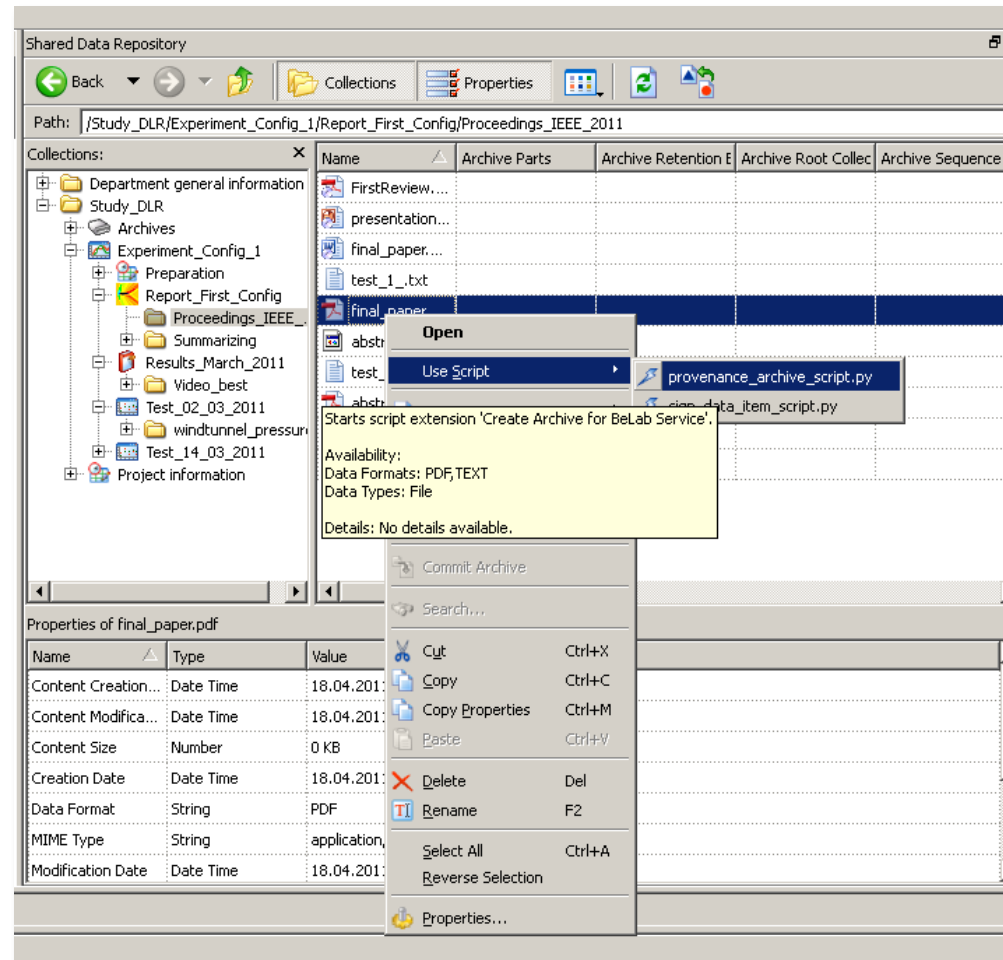 Shared Data Repository
Back Collections Properties
Path: /Study_DLR/Experiment_Config_1/Report_First_Config/Proceedings_IEEE_2011
Collections: X
Department general information
Study_DLR
Archives
Experiment_Config_1
Preparation
Report_First_Config
Proceedings_IEEE_.
Summarizing
Results_March_2011
Video_best
Test_02_03_2011
windtunnel_pressur
Test_14_03_2011
Project information
Name Archive Parts Archive Retention E Archive Root Collec Archive Sequence
FirstReview....
presentation...
final_paper....
test_1_.txt
final_paper
abstr
test_
abstr
Open
Use Script
provenance_archive_script.py
sign_data_item_script.py
Starts script extension 'Create Archive for BeLab Service'.
Availability:
Data Formats: PDF,TEXT
Data Types: File
Details: No details available.
Commit Archive
Search...
Cut Ctrl+X
Copy Ctrl+C
Copy Properties Ctrl+M
Paste Ctrl+V
Delete Del
Rename F2
Select All Ctrl+A
Reverse Selection
Properties...
Properties of final_paper.pdf
Name Type Value
Content Creation... Date Time 18.04.2011
Content Modifica... Date Time 18.04.2011
Content Size Number 0 KB
Creation Date Date Time 18.04.2011
Data Format String PDF
MIME Type String application,
Modification Date Date Time 18.04.2011